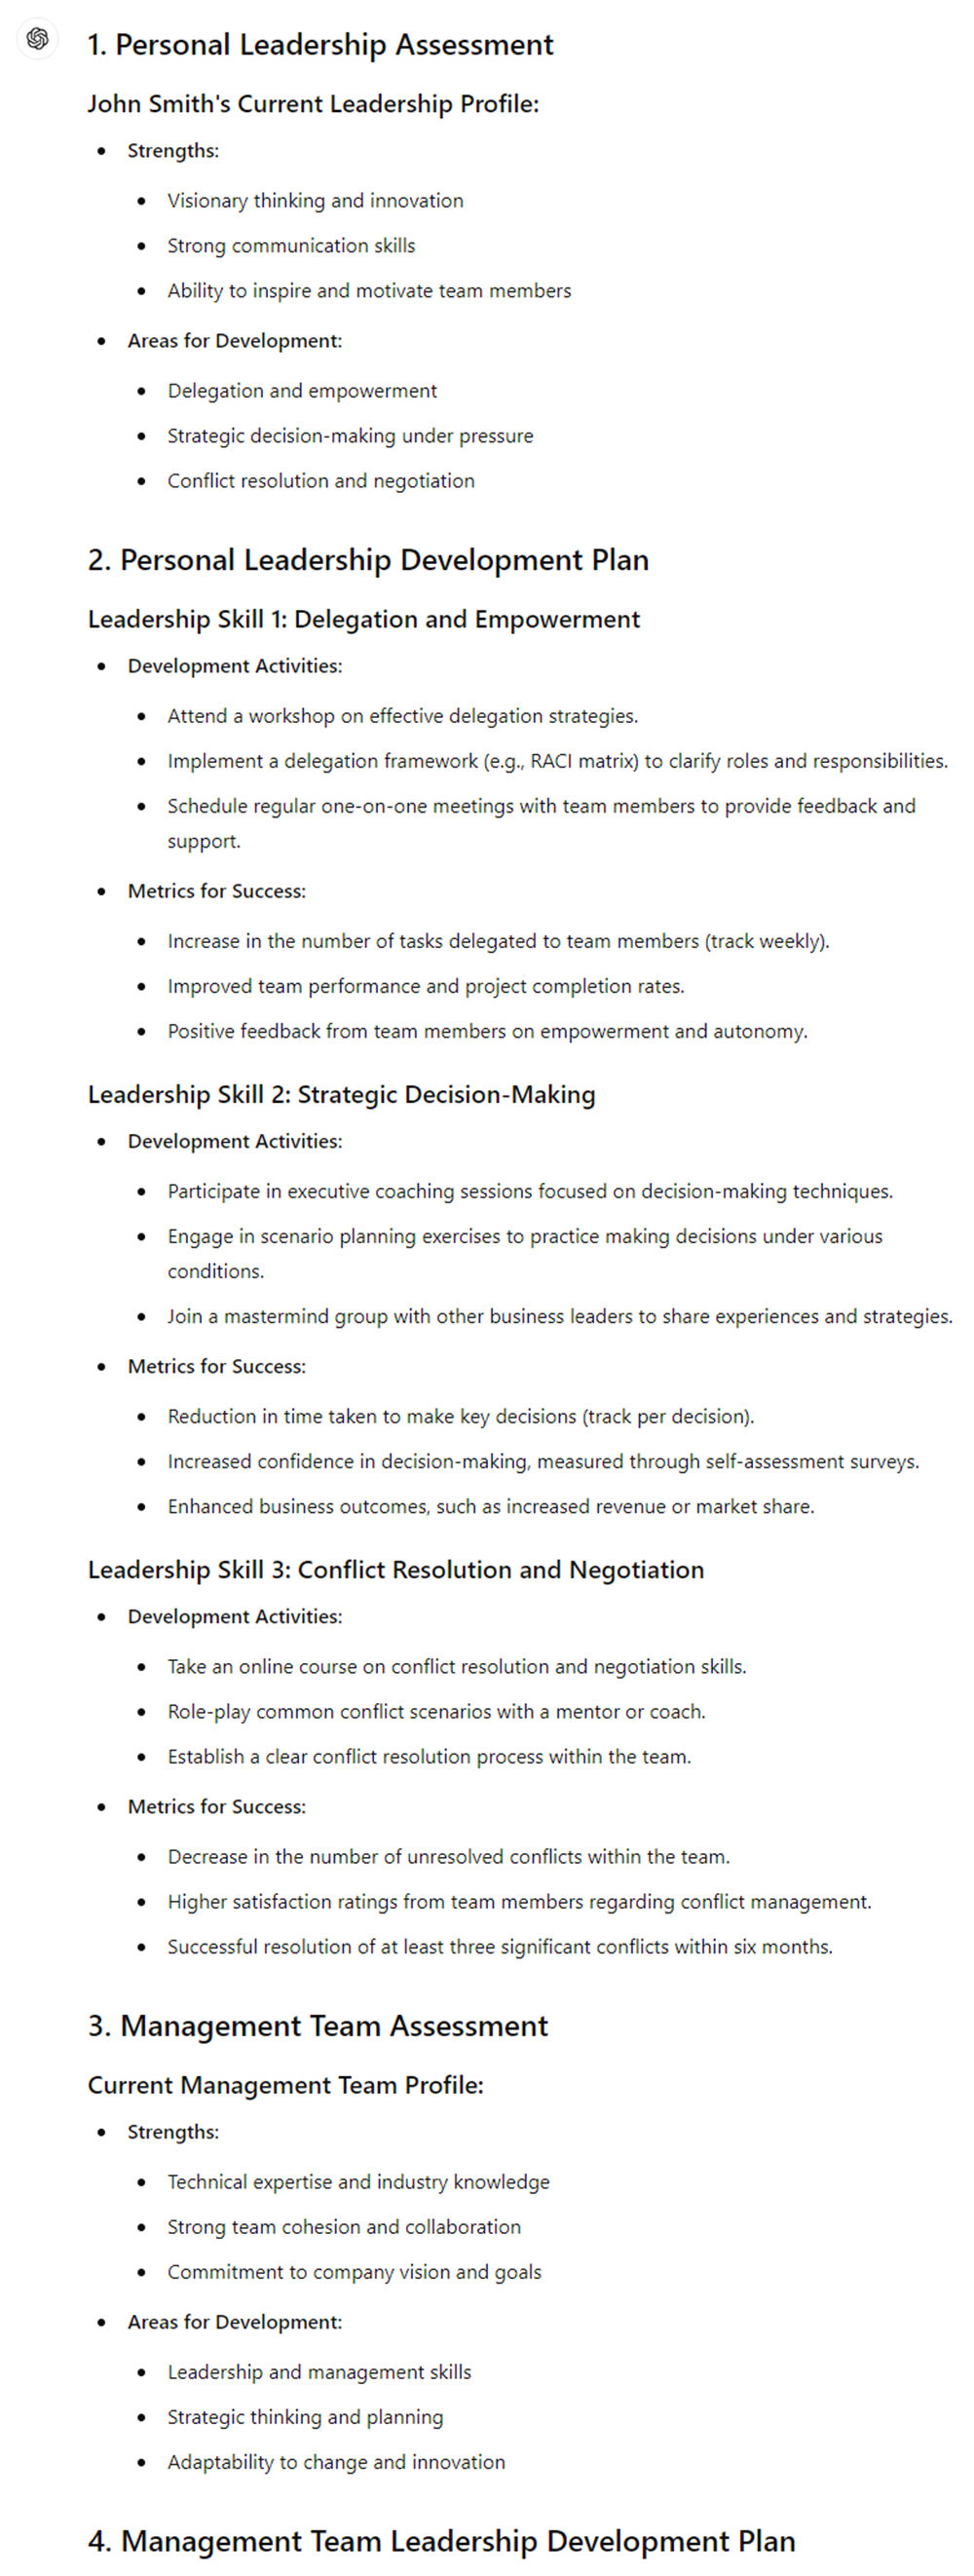 1. Personal Leadership Assessment
John Smith's Current Leadership Profile:
• Strengths:
• Visionary thinking and innovation
• Strong communication skills
• Ability to inspire and motivate team members
• Areas for Development:
• Delegation and empowerment
• Strategic decision-making under pressure
• Conflict resolution and negotiation
2. Personal Leadership Development Plan
Leadership Skill 1: Delegation and Empowerment
• Development Activities:
• Attend a workshop on effective delegation strategies.
• Implement a delegation framework (e.g., RACI matrix) to clarify roles and responsibilities.
• Schedule regular one-on-one meetings with team members to provide feedback and
support.
• Metrics for Success:
• Increase in the number of tasks delegated to team members (track weekly).
• Improved team performance and project completion rates.
• Positive feedback from team members on empowerment and autonomy.
Leadership Skill 2: Strategic Decision-Making
• Development Activities:
• Participate in executive coaching sessions focused on decision-making techniques.
• Engage in scenario planning exercises to practice making decisions under various
conditions.
• Join a mastermind group with other business leaders to share experiences and strategies.
• Metrics for Success:
• Reduction in time taken to make key decisions (track per decision).
• Increased confidence in decision-making, measured through self-assessment surveys.
• Enhanced business outcomes, such as increased revenue or market share.
Leadership Skill 3: Conflict Resolution and Negotiation
• Development Activities:
• Take an online course on conflict resolution and negotiation skills.
• Role-play common conflict scenarios with a mentor or coach.
• Establish a clear conflict resolution process within the team.
• Metrics for Success:
• Decrease in the number of unresolved conflicts within the team.
• Higher satisfaction ratings from team members regarding conflict management.
• Successful resolution of at least three significant conflicts within six months.
3. Management Team Assessment
Current Management Team Profile:
• Strengths:
• Technical expertise and industry knowledge
• Strong team cohesion and collaboration
• Commitment to company vision and goals
• Areas for Development:
• Leadership and management skills
• Strategic thinking and planning
• Adaptability to change and innovation
4. Management Team Leadership Development Plan